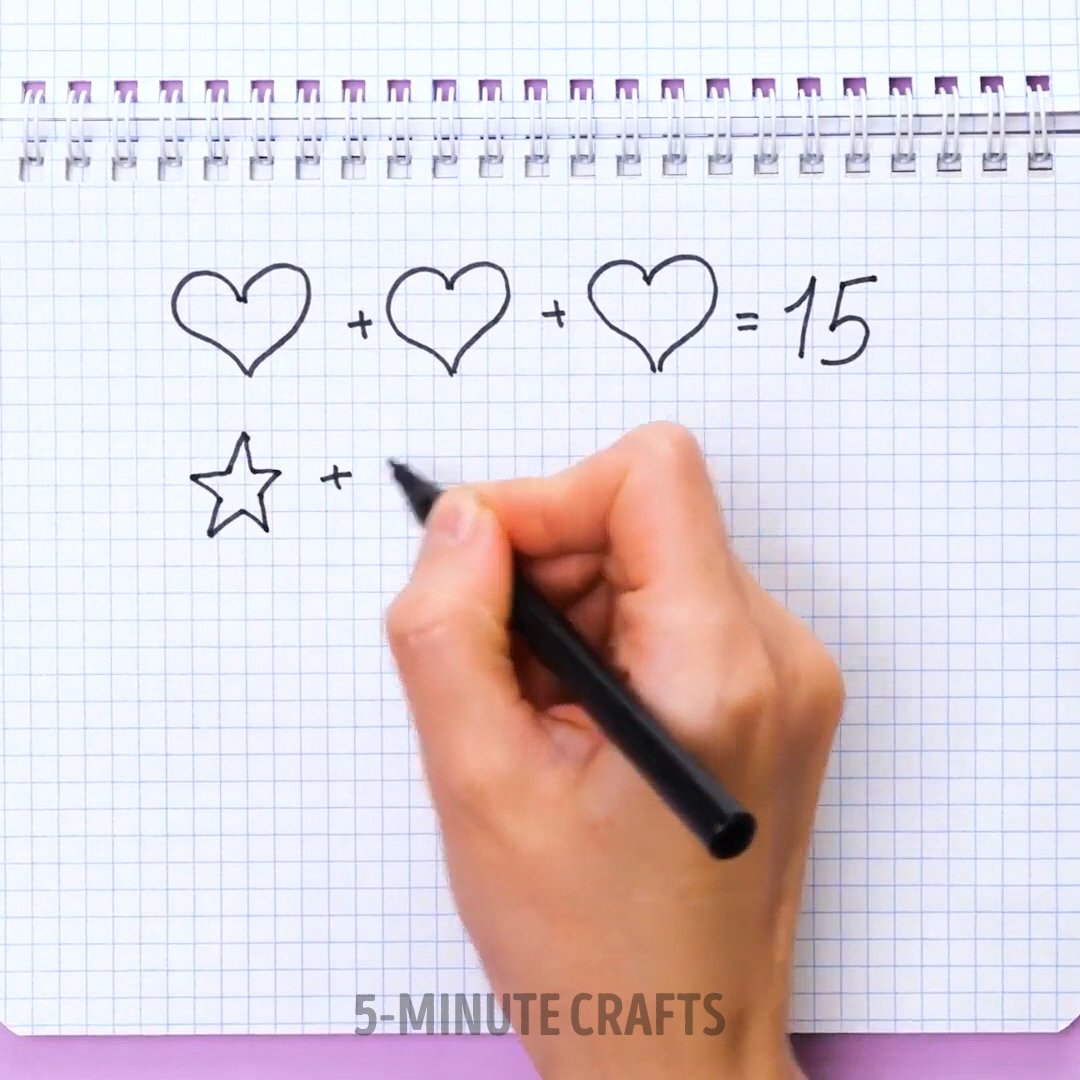 ♡ + ♡ + ♡ = 15
☆ +
5-MINUTE CRAFTS